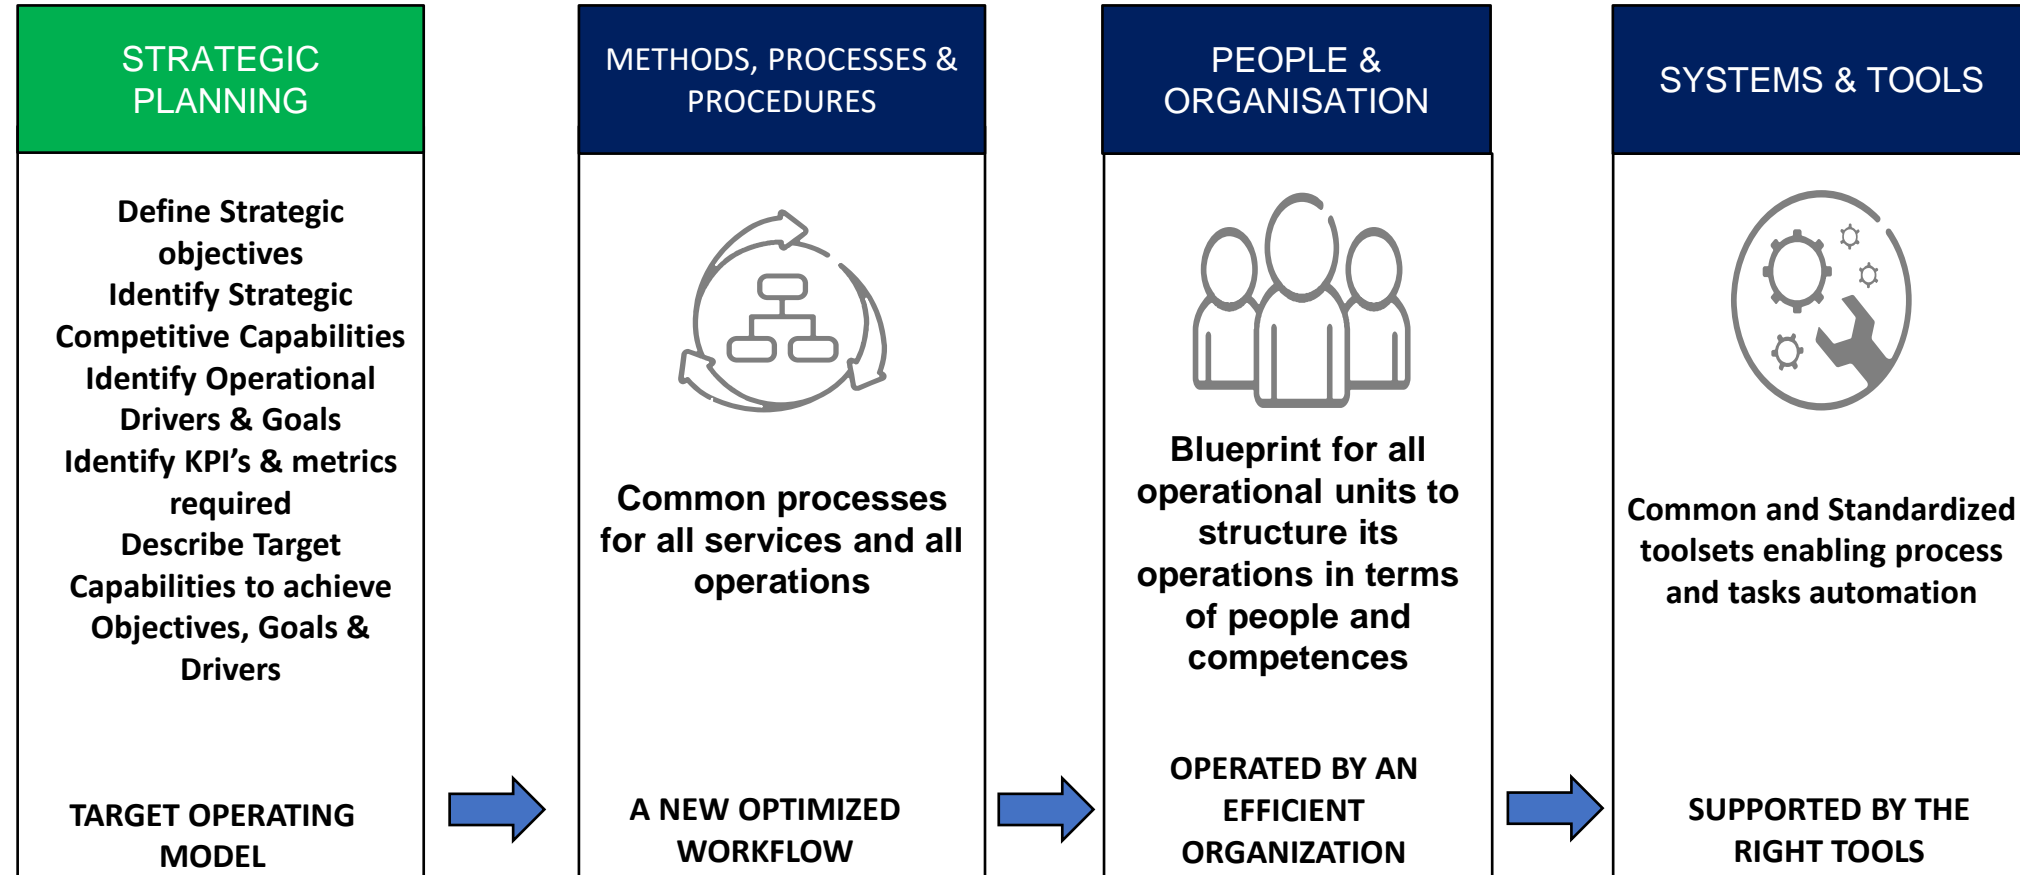 STRATEGIC
PLANNING
Define Strategic
objectives
Identify Strategic
Competitive Capabilities
Identify Operational
Drivers & Goals
Identify KPI’s & metrics
required
Describe Target
Capabilities to achieve
Objectives, Goals &
Drivers
TARGET OPERATING
MODEL
METHODS, PROCESSES &
PROCEDURES
Common processes
for all services and all
operations
A NEW OPTIMIZED
WORKFLOW
PEOPLE &
ORGANISATION
Blueprint for all
operational units to
structure its
operations in terms
of people and
competences
OPERATED BY AN
EFFICIENT
ORGANIZATION
SYSTEMS & TOOLS
Common and Standardized
toolsets enabling process
and tasks automation
SUPPORTED BY THE
RIGHT TOOLS